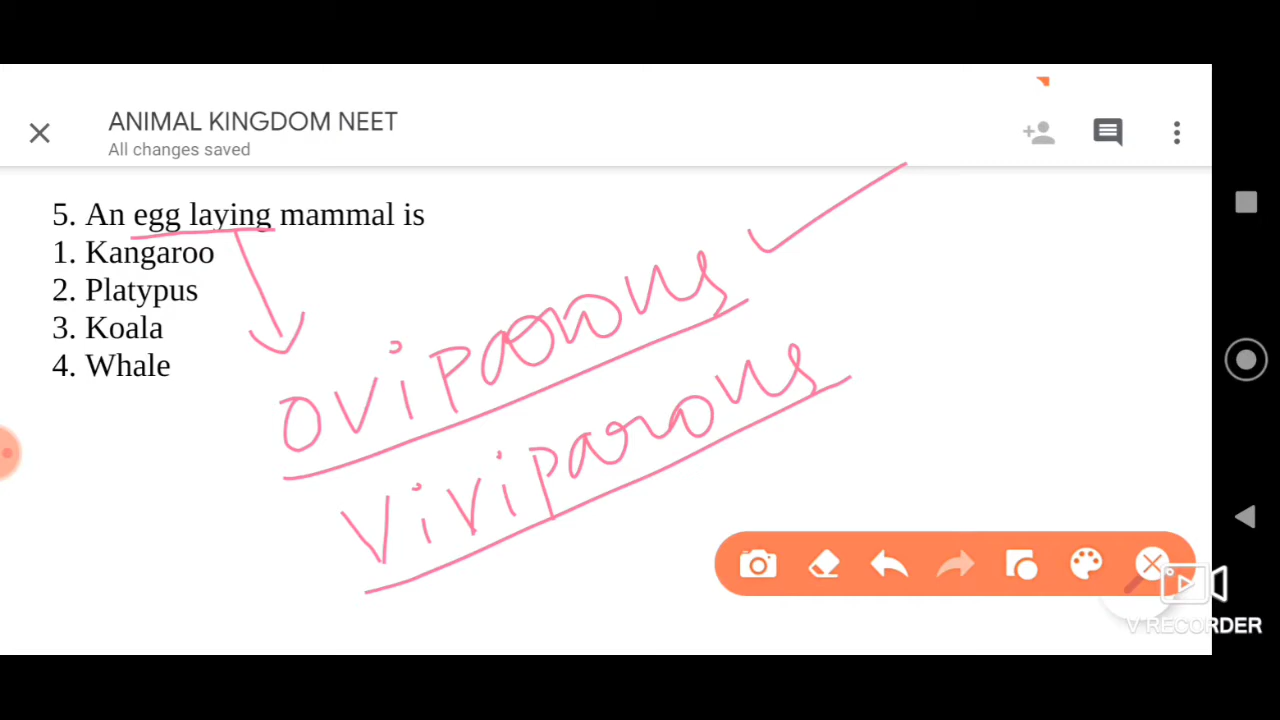 ANIMAL KINGDOM NEET
All changes saved
5. An egg laying mammal is
1. Kangaroo
2. Platypus
3. Koala
4. Whale
oviparous
viviparous
V RECORDER